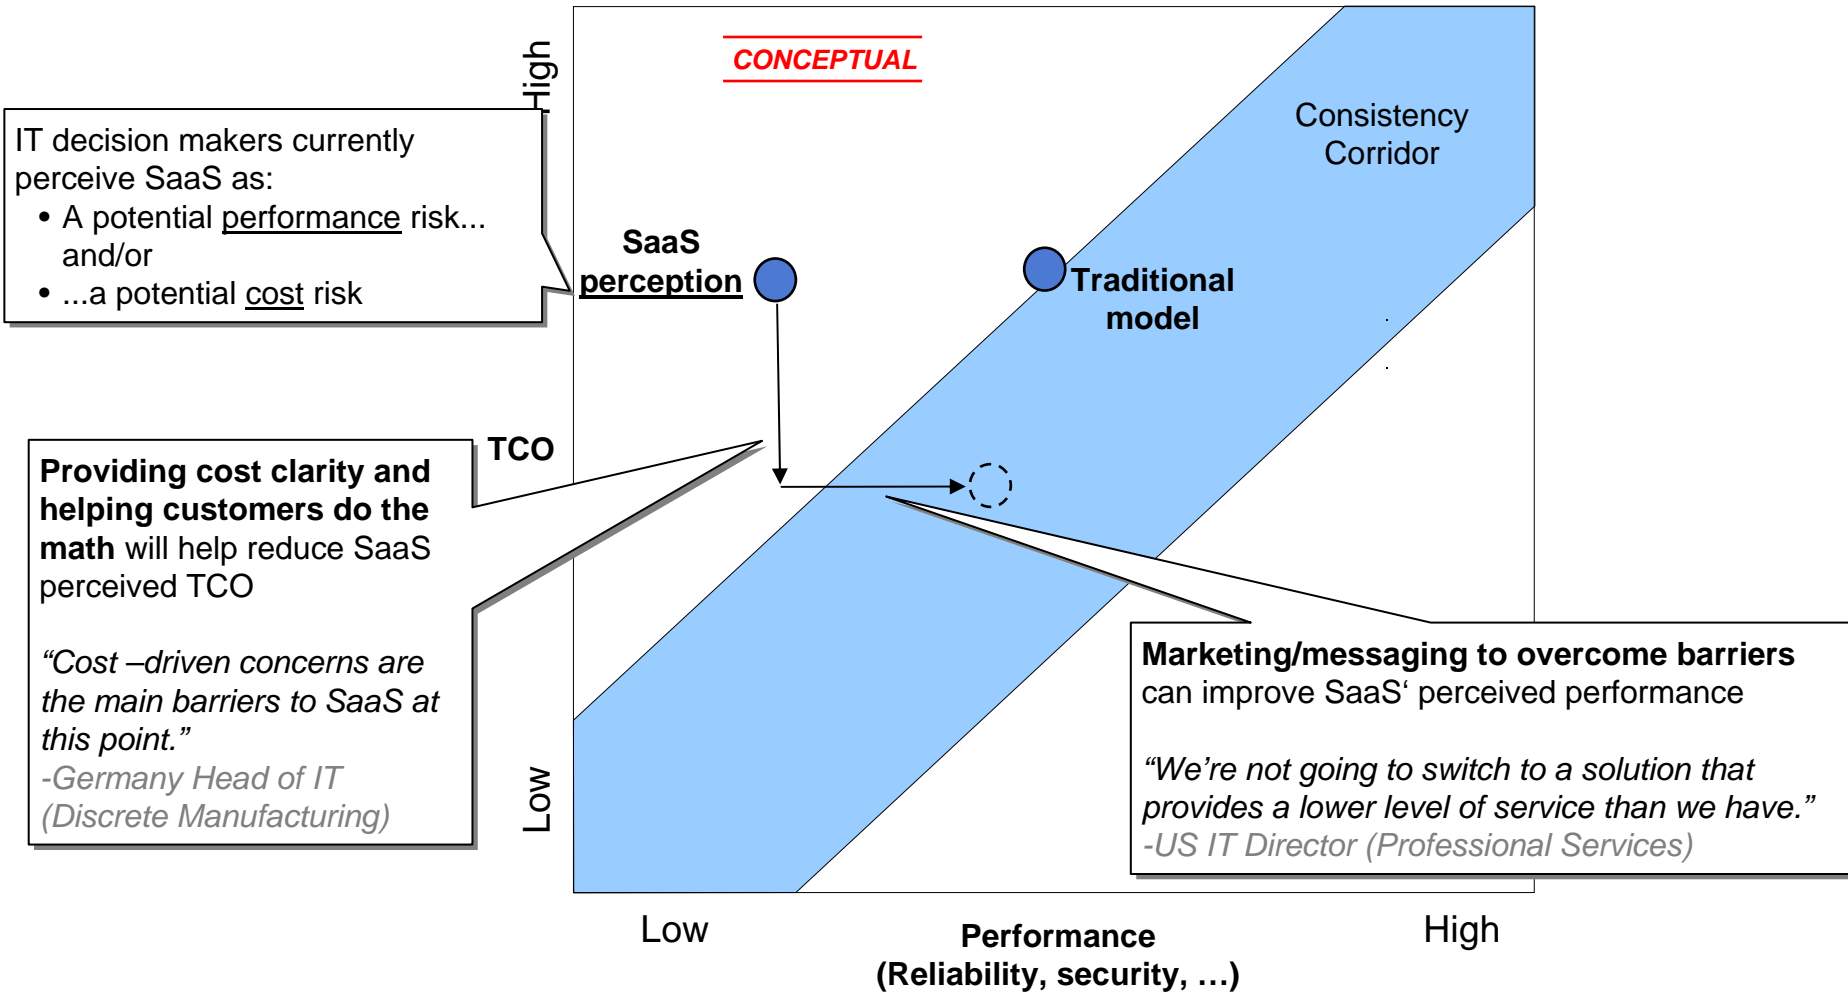 CONCEPTUAL
High
Consistency
Corridor
IT decision makers currently
perceive SaaS as:
• A potential performance risk...
and/or
• ...a potential cost risk
SaaS
perception
Traditional
model
TCO
Providing cost clarity and
helping customers do the
math will help reduce SaaS
perceived TCO
“Cost –driven concerns are
the main barriers to SaaS at
this point.”
-Germany Head of IT
(Discrete Manufacturing)
Marketing/messaging to overcome barriers
can improve SaaS‘ perceived performance
“We’re not going to switch to a solution that
provides a lower level of service than we have.”
-US IT Director (Professional Services)
Low
Low
High
Performance
(Reliability, security, …)